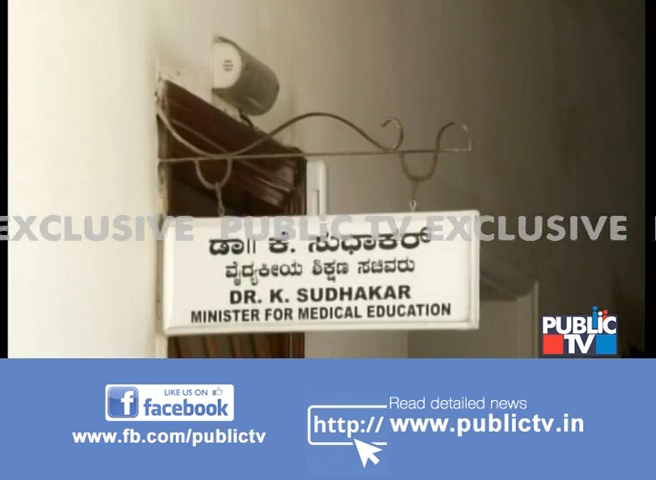 EXCLUSIVE PUBLIC TV EXCLUSIVE P
ಡಾ॥ ಕೆ. ಸುಧಾಕರ್
ವೈದ್ಯಕೀಯ ಶಿಕ್ಷಣ ಸಚಿವರು
DR. K. SUDHAKAR
MINISTER FOR MEDICAL EDUCATION
PUBLiC
TV
LIKE US ON
f facebook
www.fb.com/publictv
Read detailed news
http:// www.publictv.in